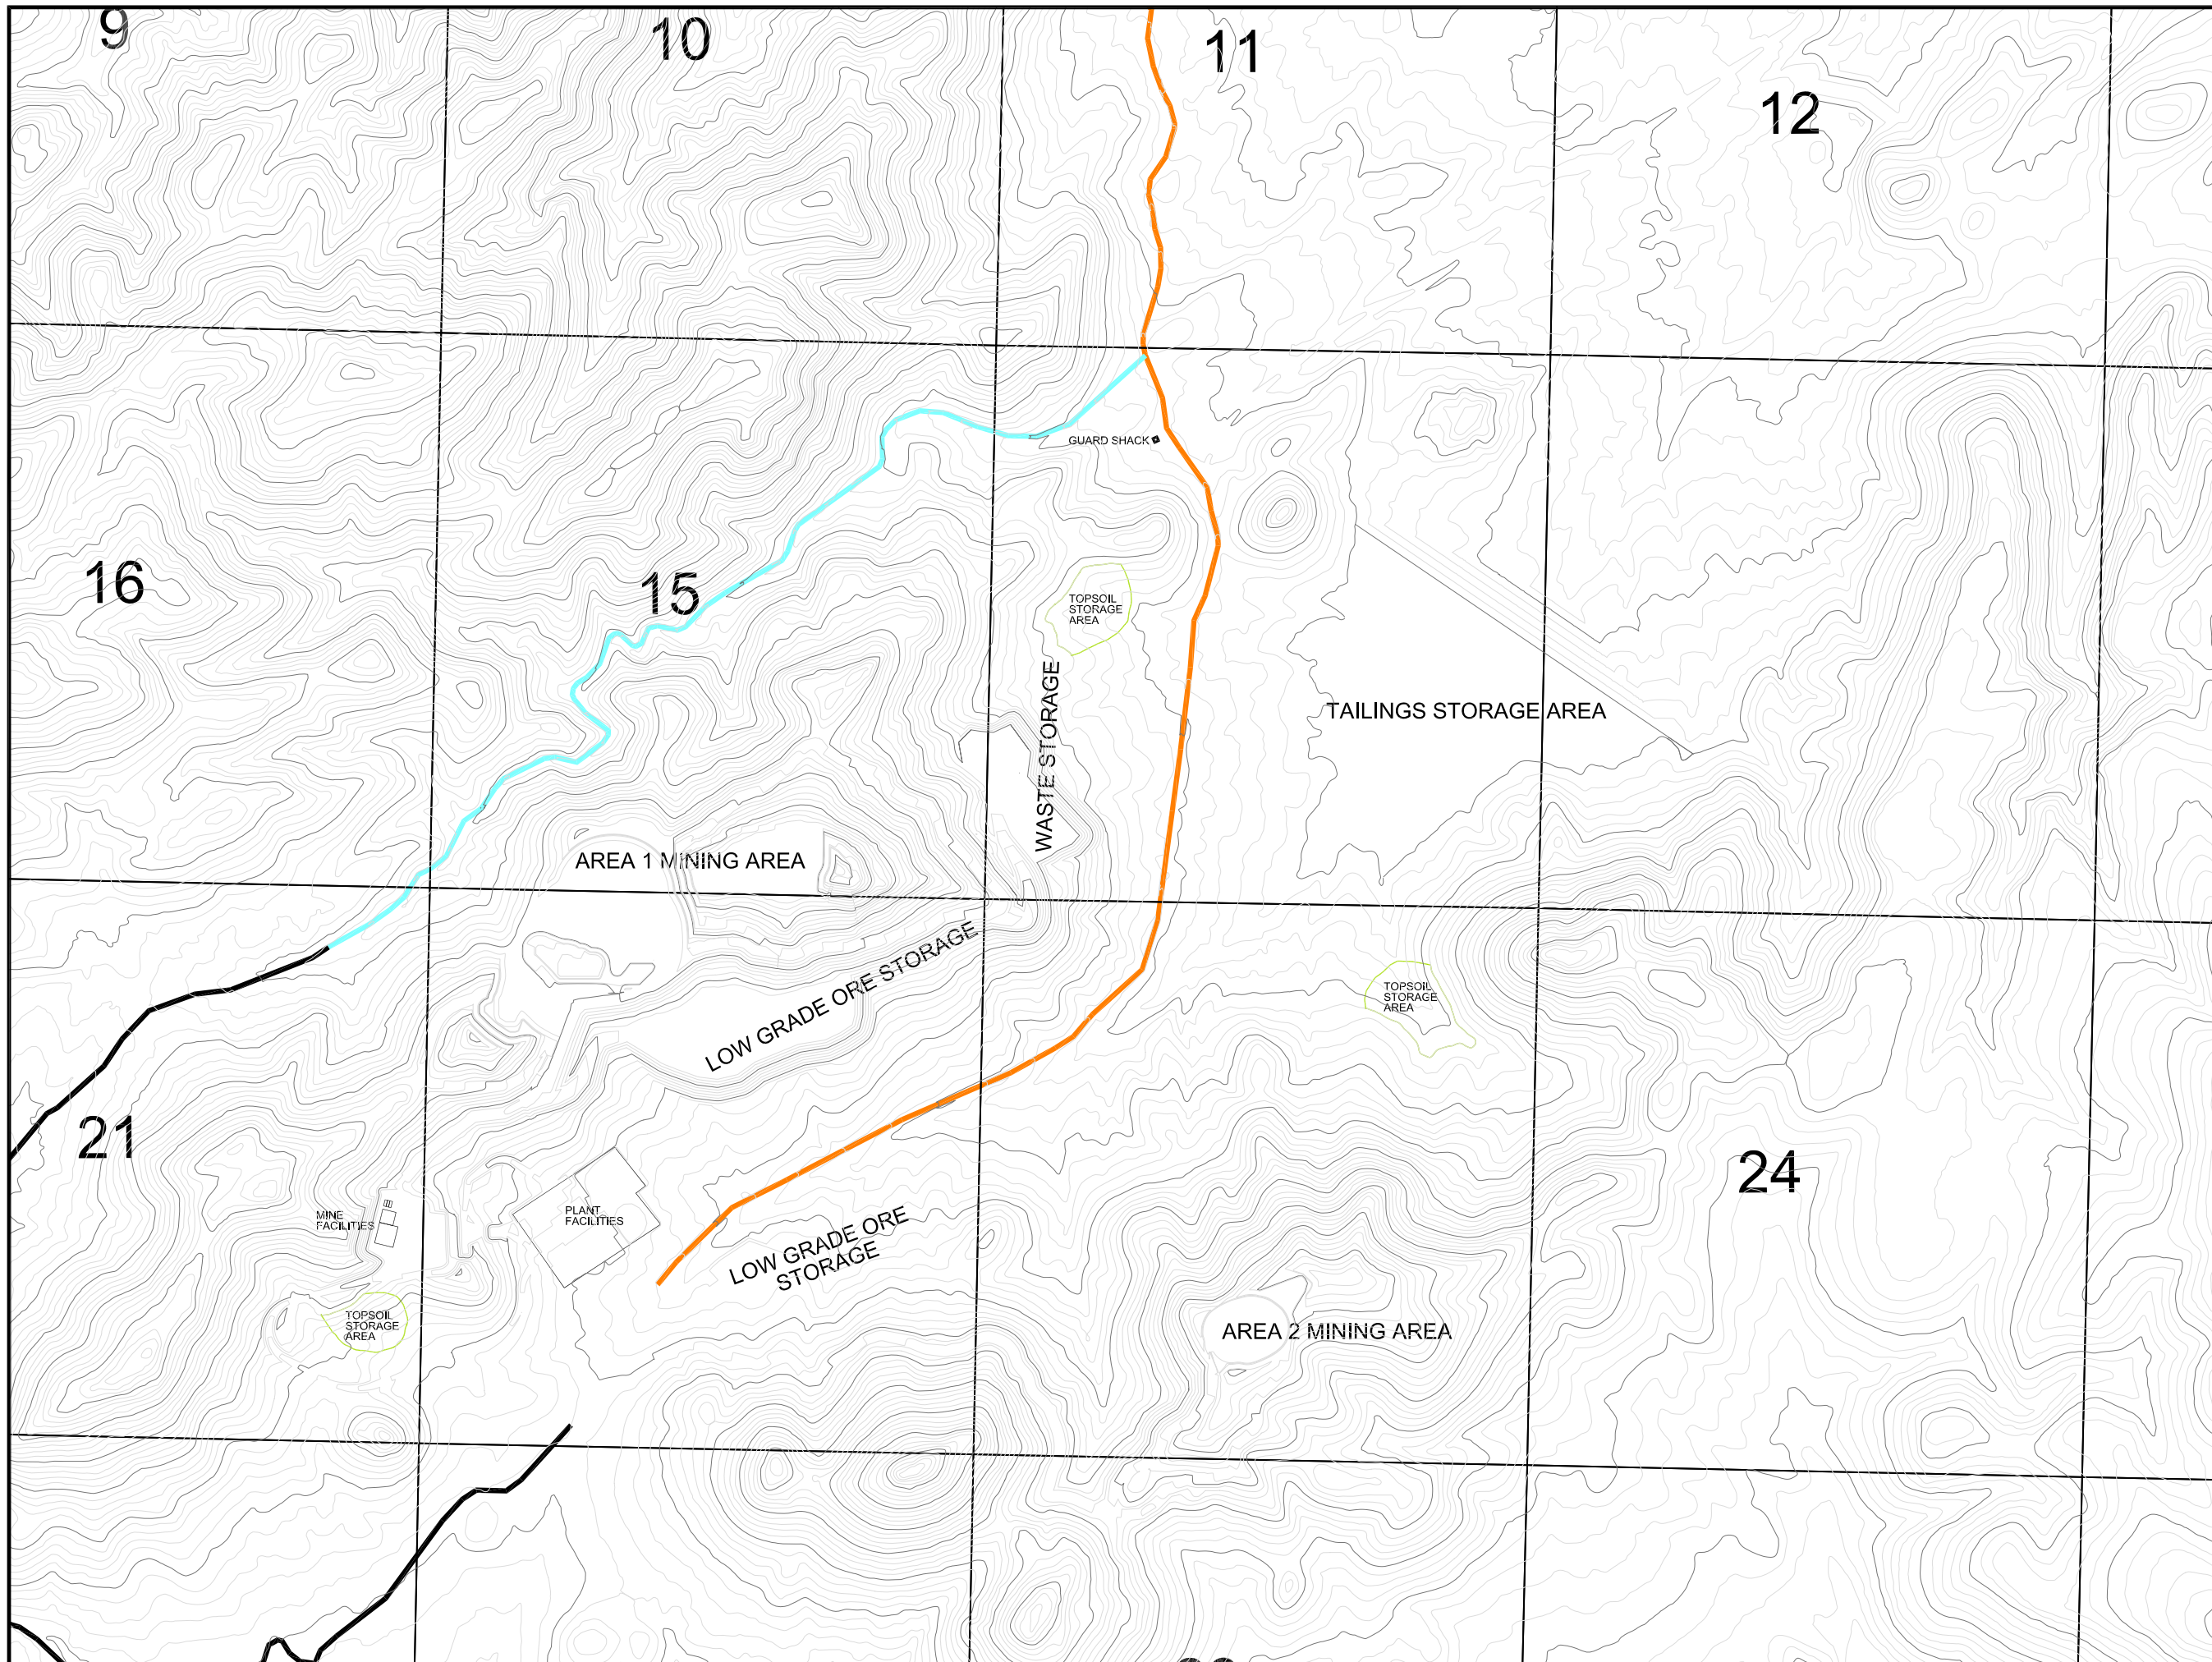 9
10
11
12
GUARD SHACK
16
15
TOPSOIL
STORAGE
AREA
WASTE STORAGE
TAILINGS STORAGE AREA
AREA 1 MINING AREA
LOW GRADE ORE STORAGE
TOPSOIL
STORAGE
AREA
21
24
MINE
FACILITIES
PLANT
FACILITIES
LOW GRADE ORE
STORAGE
TOPSOIL
STORAGE
AREA
AREA 2 MINING AREA